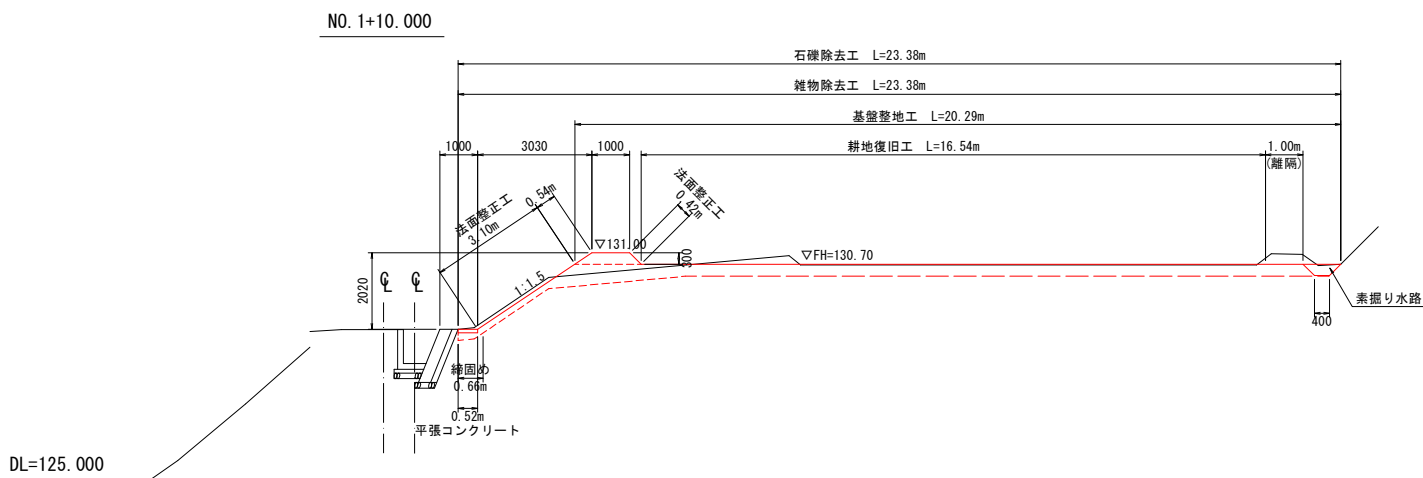 NO. 1+10.000
石礫除去工 L=23.38m
雑物除去工 L=23.38m
基盤整地工 L=20.29m
1000
3030
1000
耕地復旧工 L=16.54m
1.00m
(離隔)
法面整正工
3.10m
0.54m
法面整正工
0.42m
▽131.00
300
▽FH=130.70
2020
1:1.5
CL
CL
素掘り水路
400
締固め
0.66m
0.52m
平張コンクリート
DL=125.000